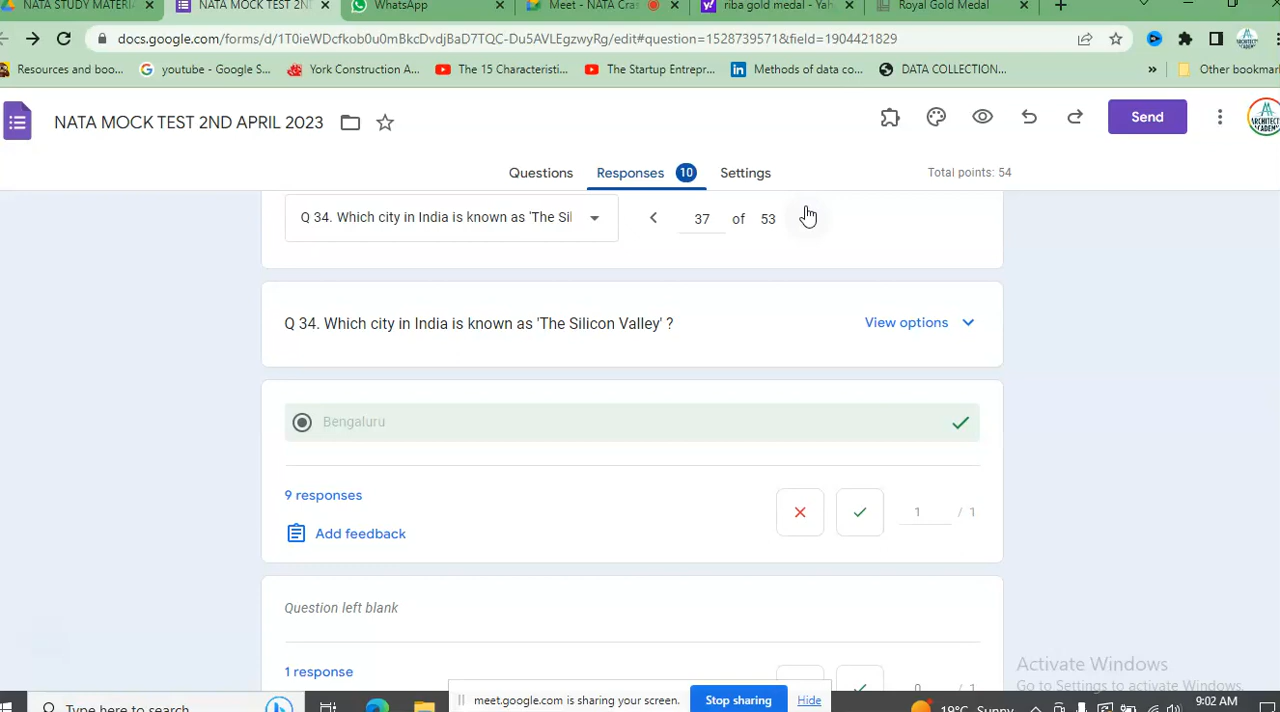 NATA STUDY MATERI
NATA MOCK TEST 2N
WhatsApp
Meet - NATA Cras
riba gold medal - Yah
Royal Gold Medal
docs.google.com/forms/d/1T0ieWDcfkob0u0mBkcDvdjBaD7TQC-Du5AVLEgzwyRg/edit#question=1528739571&field=1904421829
Resources and boo...
youtube - Google S...
York Construction A...
The 15 Characteristi...
The Startup Entrepr...
Methods of data co...
DATA COLLECTION...
»
Other bookmar
NATA MOCK TEST 2ND APRIL 2023
Send
ARCHITECT
ACADEMY
Questions
Responses 10
Settings
Total points: 54
Q 34. Which city in India is known as 'The Sil
37 of 53
Q 34. Which city in India is known as 'The Silicon Valley' ?
View options
Bengaluru
9 responses
1 / 1
Add feedback
Question left blank
1 response
0 / 1
Activate Windows
Go to Settings to activate Windows.
meet.google.com is sharing your screen.
Stop sharing
Hide
Type here to search
19°C Sunny
9:02 AM